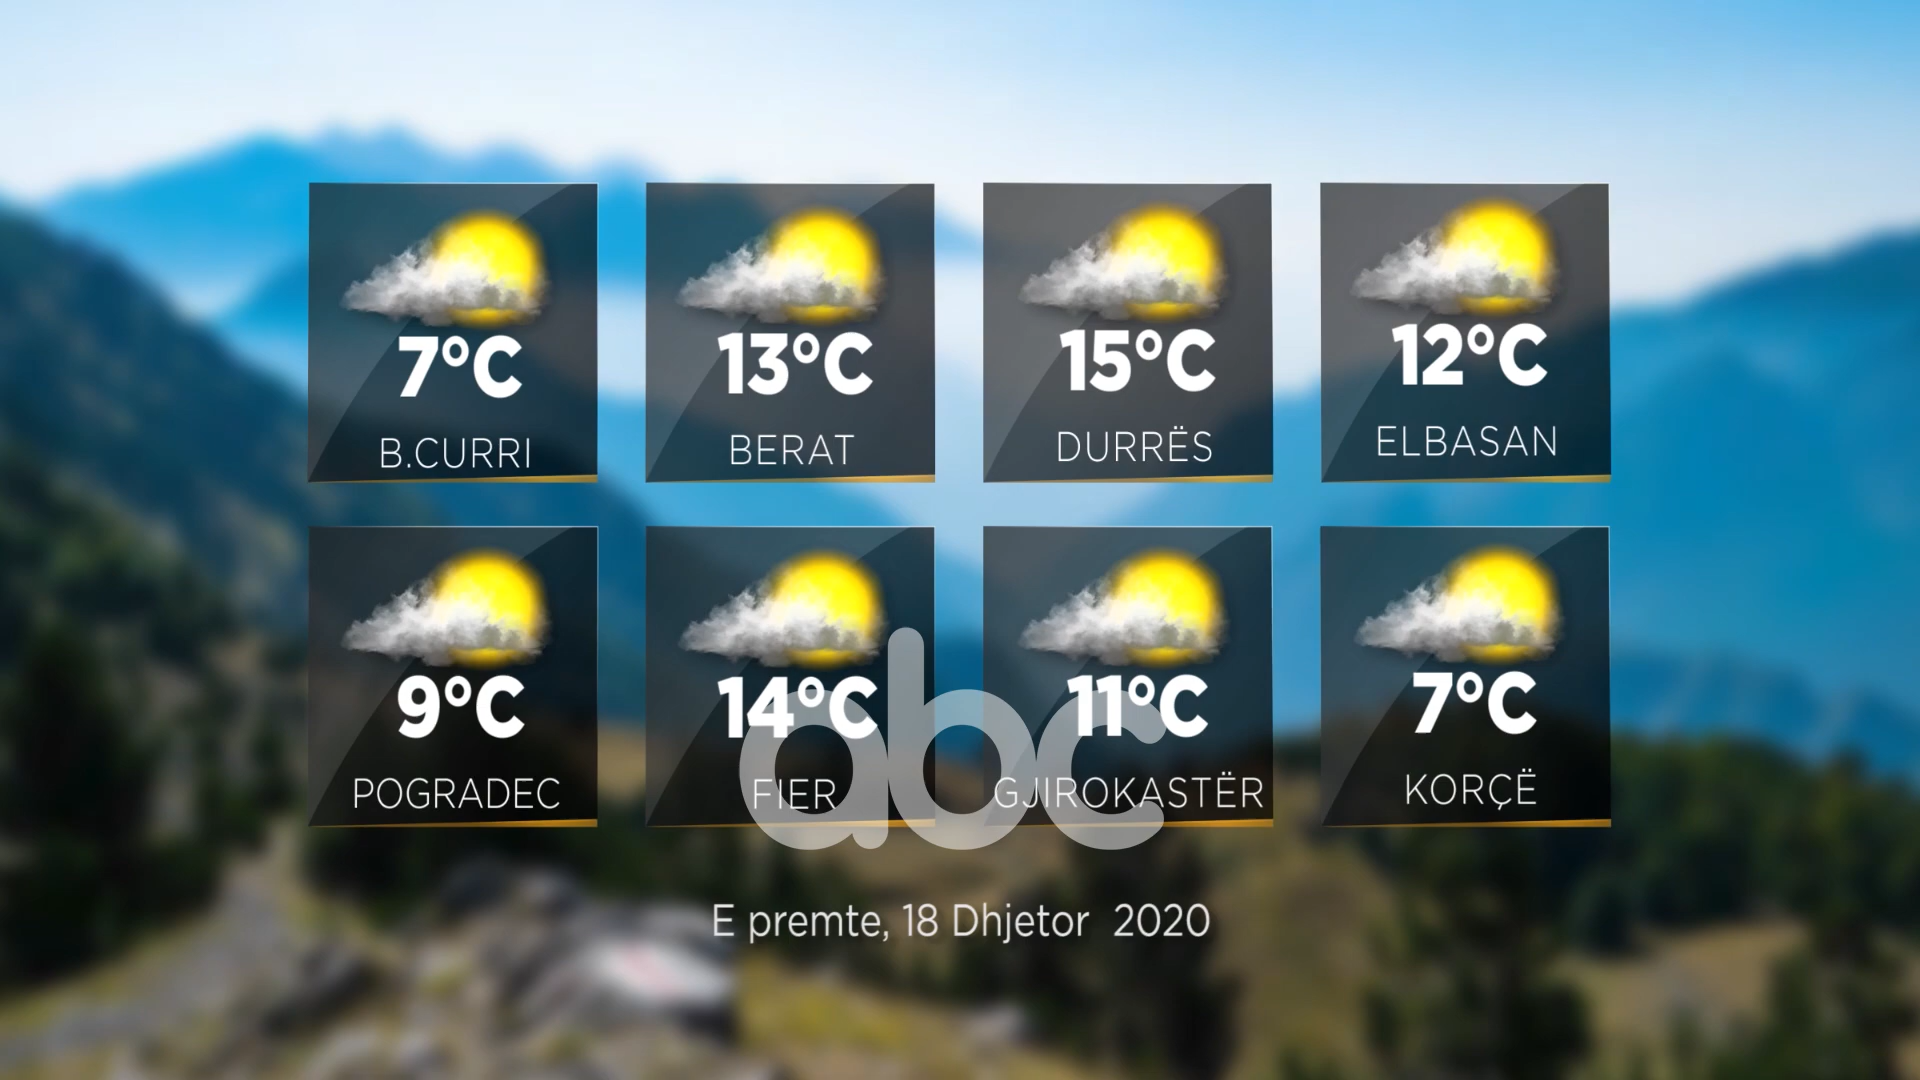 7°C
B.CURRI
13°C
BERAT
15°C
DURRËS
12°C
ELBASAN
9°C
POGRADEC
14°C
FIER
11°C
GJIROKASTËR
7°C
KORÇË
abc
E premte, 18 Dhjetor 2020